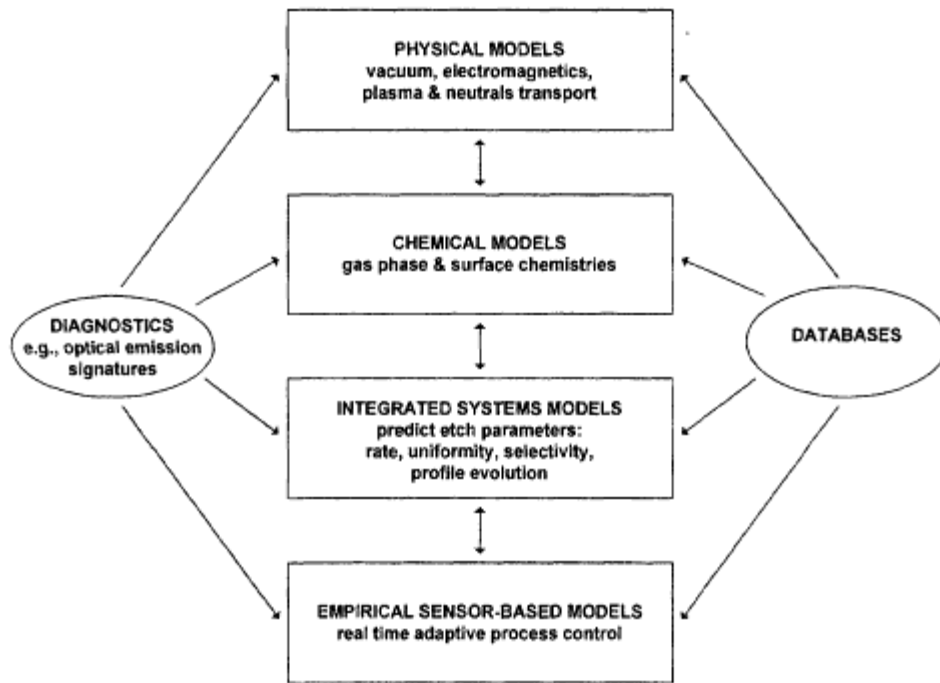 PHYSICAL MODELS
vacuum, electromagnetics,
plasma & neutrals transport
CHEMICAL MODELS
gas phase & surface chemistries
DIAGNOSTICS
e.g., optical emission
signatures
DATABASES
INTEGRATED SYSTEMS MODELS
predict etch parameters:
rate, uniformity, selectivity,
profile evolution
EMPIRICAL SENSOR-BASED MODELS
real time adaptive process control